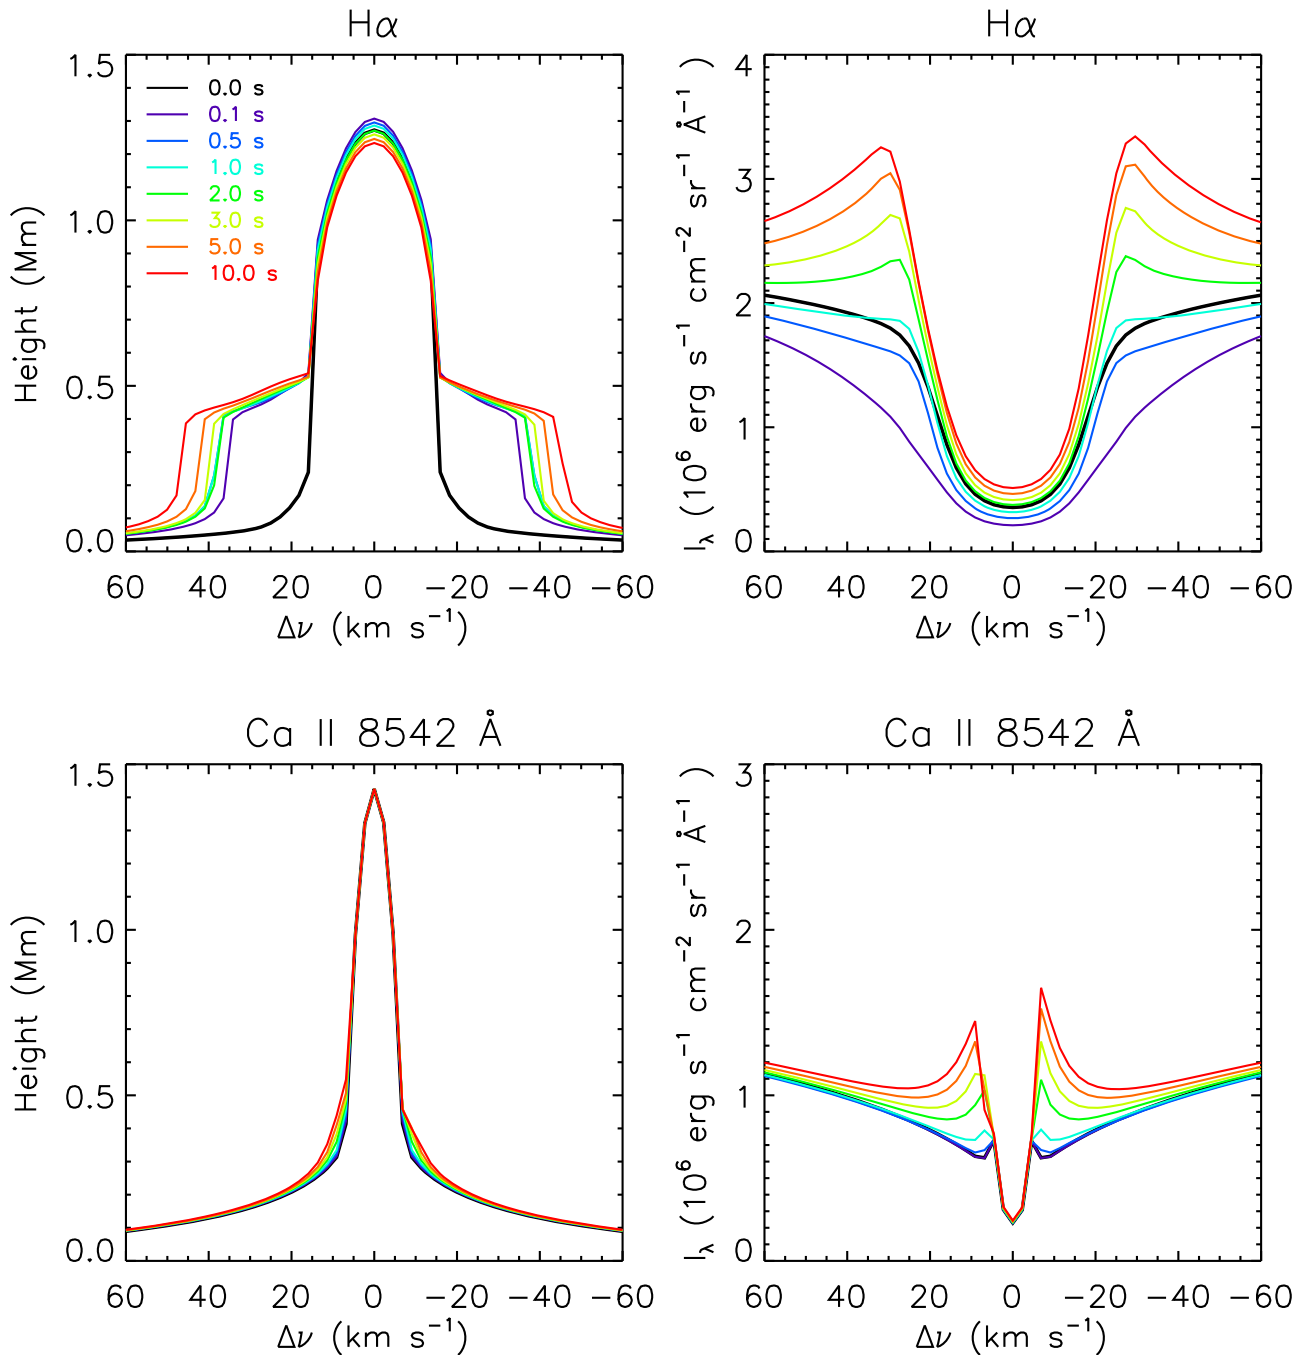 Hα
1.5
1.0
0.5
0.0
Height (Mm)
0.0 s
0.1 s
0.5 s
1.0 s
2.0 s
3.0 s
5.0 s
10.0 s
60 40 20 0 −20 −40 −60
Δν (km s⁻¹)
Hα
4
3
2
1
0
I_λ (10⁶ erg s⁻¹ cm⁻² sr⁻¹ Å⁻¹)
60 40 20 0 −20 −40 −60
Δν (km s⁻¹)
Ca II 8542 Å
1.5
1.0
0.5
0.0
Height (Mm)
60 40 20 0 −20 −40 −60
Δν (km s⁻¹)
Ca II 8542 Å
3
2
1
0
I_λ (10⁶ erg s⁻¹ cm⁻² sr⁻¹ Å⁻¹)
60 40 20 0 −20 −40 −60
Δν (km s⁻¹)